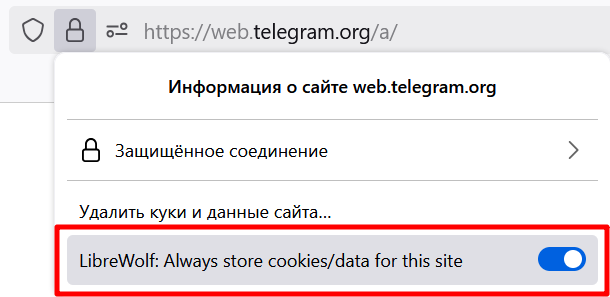 https://web.telegram.org/a/
Информация о сайте web.telegram.org
Защищённое соединение
Удалить куки и данные сайта...
LibreWolf: Always store cookies/data for this site